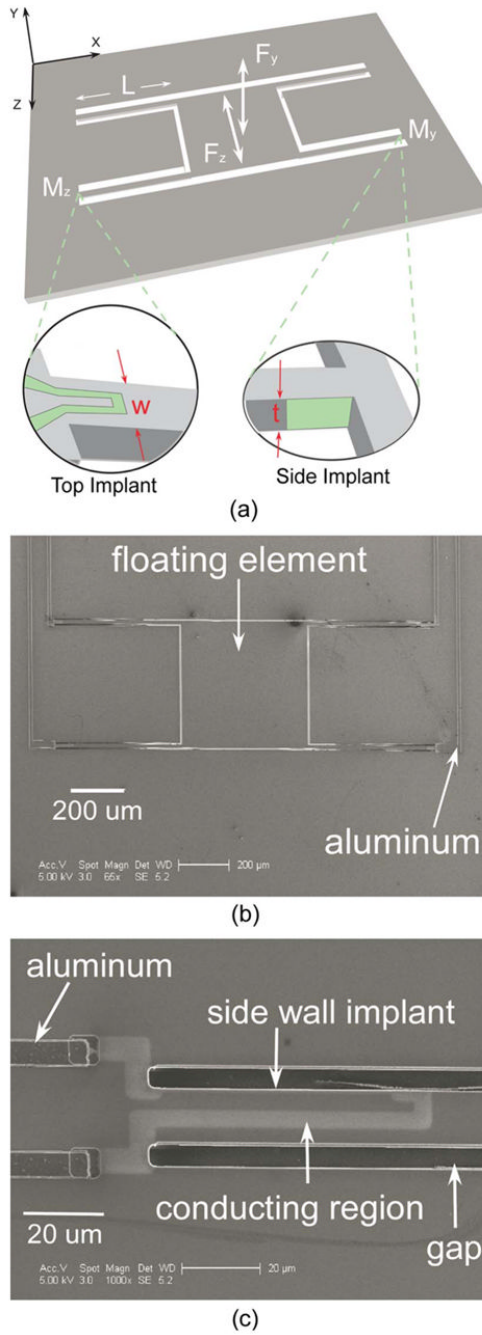 Y
X
Z
L
Fy
Fz
Mz
My
w
t
Top Implant
Side Implant
(a)
floating element
200 um
aluminum
Acc.V Spot Magn Det WD 200 µm
5.00 kV 3.0 65x SE 5.2
(b)
aluminum
side wall implant
conducting region
20 um
gap
Acc.V Spot Magn Det WD 20 µm
5.00 kV 3.0 1000x SE 5.2
(c)